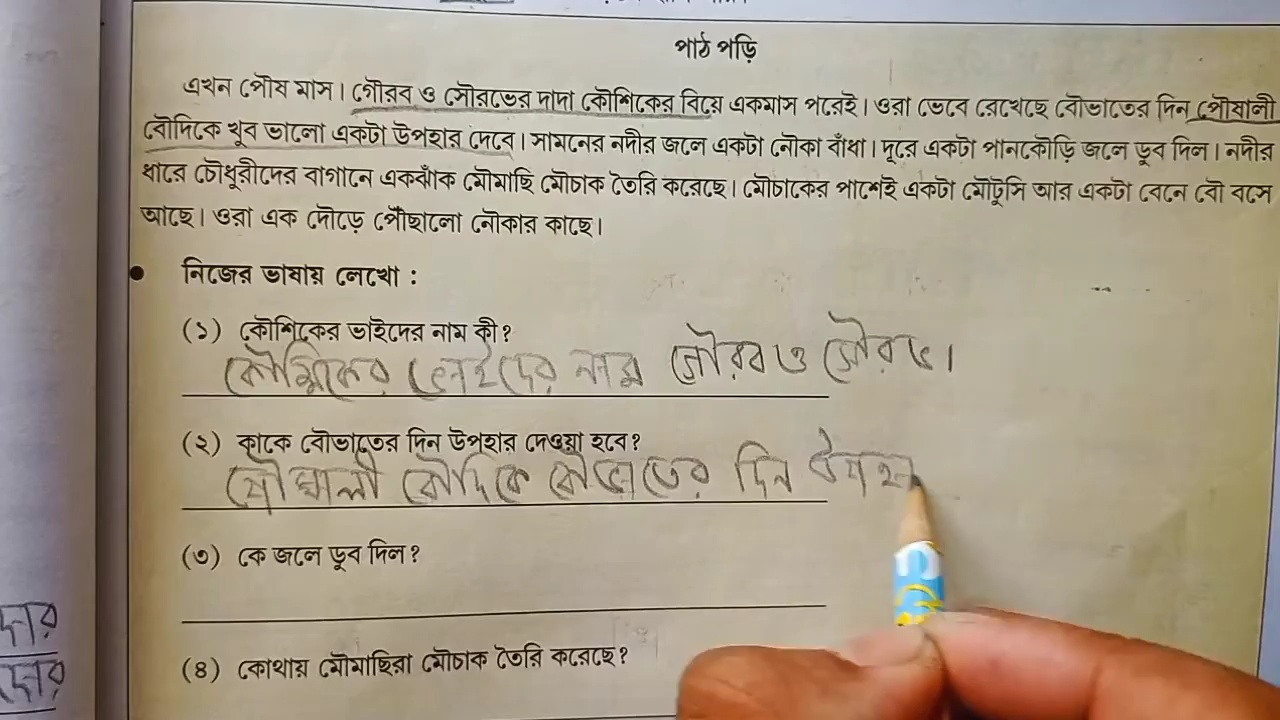 পাঠ পড়ি
এখন পৌষ মাস। গৌরব ও সৌরভের দাদা কৌশিকের বিয়ে একমাস পরেই। ওরা ভেবে রেখেছে বৌভাতের দিন পৌষালী
বৌদিকে খুব ভালো একটা উপহার দেবে। সামনের নদীর জলে একটা নৌকা বাঁধা। দূরে একটা পানকৌড়ি জলে ডুব দিল। নদীর
ধারে চৌধুরীদের বাগানে একঝাঁক মৌমাছি মৌচাক তৈরি করেছে। মৌচাকের পাশেই একটা মৌটুসি আর একটা বেনে বৌ বসে
আছে। ওরা এক দৌড়ে পৌঁছালো নৌকার কাছে।
● নিজের ভাষায় লেখো :
(১) কৌশিকের ভাইদের নাম কী?
কৌশিকের ভাইদের নাম গৌরব ও সৌরভ।
(২) কাকে বৌভাতের দিন উপহার দেওয়া হবে?
পৌষালী বৌদিকে বৌভাতের দিন উপহা
(৩) কে জলে ডুব দিল?
(৪) কোথায় মৌমাছিরা মৌচাক তৈরি করেছে?